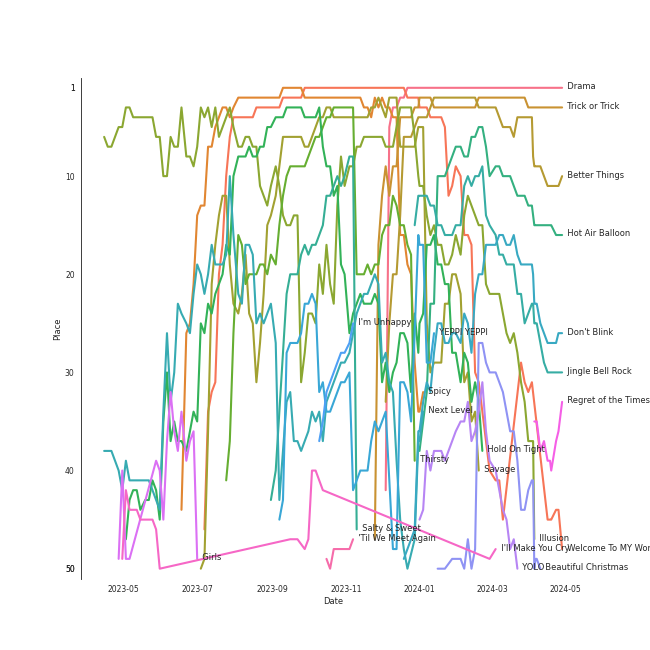 1
Drama
Trick or Trick
10
Better Things
Hot Air Balloon
20
I'm Unhappy
YEPPI YEPPI
Don't Blink
Place
30
Jingle Bell Rock
Spicy
Regret of the Times
Next Level
Hold On Tight
Thirsty
40
Savage
Salty & Sweet
'Til We Meet Again
Illusion
I'll Make You Cry
Welcome To MY Wor
Girls
50
YOLO
Beautiful Christmas
2023-05
2023-07
2023-09
2023-11
2024-01
2024-03
2024-05
Date